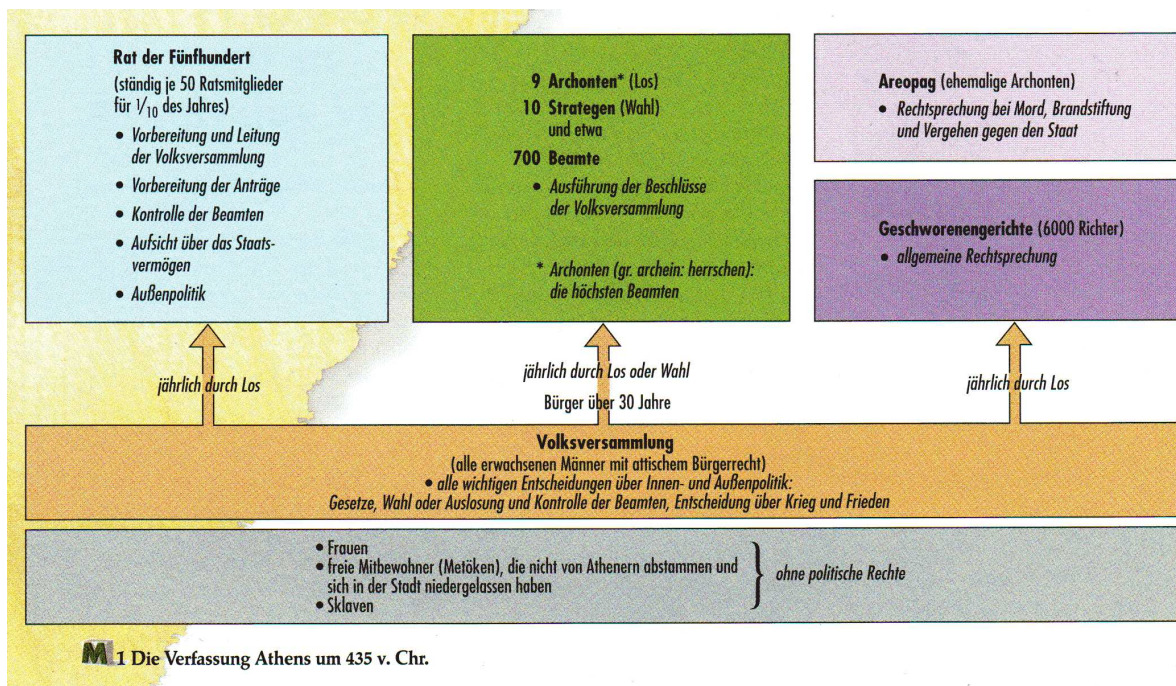 Rat der Fünfhundert
(ständig je 50 Ratsmitglieder
für 1/10 des Jahres)
• Vorbereitung und Leitung
der Volksversammlung
• Vorbereitung der Anträge
• Kontrolle der Beamten
• Aufsicht über das Staats-
vermögen
• Außenpolitik
9 Archonten* (Los)
10 Strategen (Wahl)
und etwa
700 Beamte
• Ausführung der Beschlüsse
der Volksversammlung
* Archonten (gr. archein: herrschen):
die höchsten Beamten
Areopag (ehemalige Archonten)
• Rechtsprechung bei Mord, Brandstiftung
und Vergehen gegen den Staat
Geschworenengerichte (6000 Richter)
• allgemeine Rechtsprechung
jährlich durch Los
jährlich durch Los oder Wahl
Bürger über 30 Jahre
jährlich durch Los
Volksversammlung
(alle erwachsenen Männer mit attischem Bürgerrecht)
• alle wichtigen Entscheidungen über Innen- und Außenpolitik:
Gesetze, Wahl oder Auslosung und Kontrolle der Beamten, Entscheidung über Krieg und Frieden
• Frauen
• freie Mitbewohner (Metöken), die nicht von Athenern abstammen und
sich in der Stadt niedergelassen haben
• Sklaven
ohne politische Rechte
M 1 Die Verfassung Athens um 435 v. Chr.